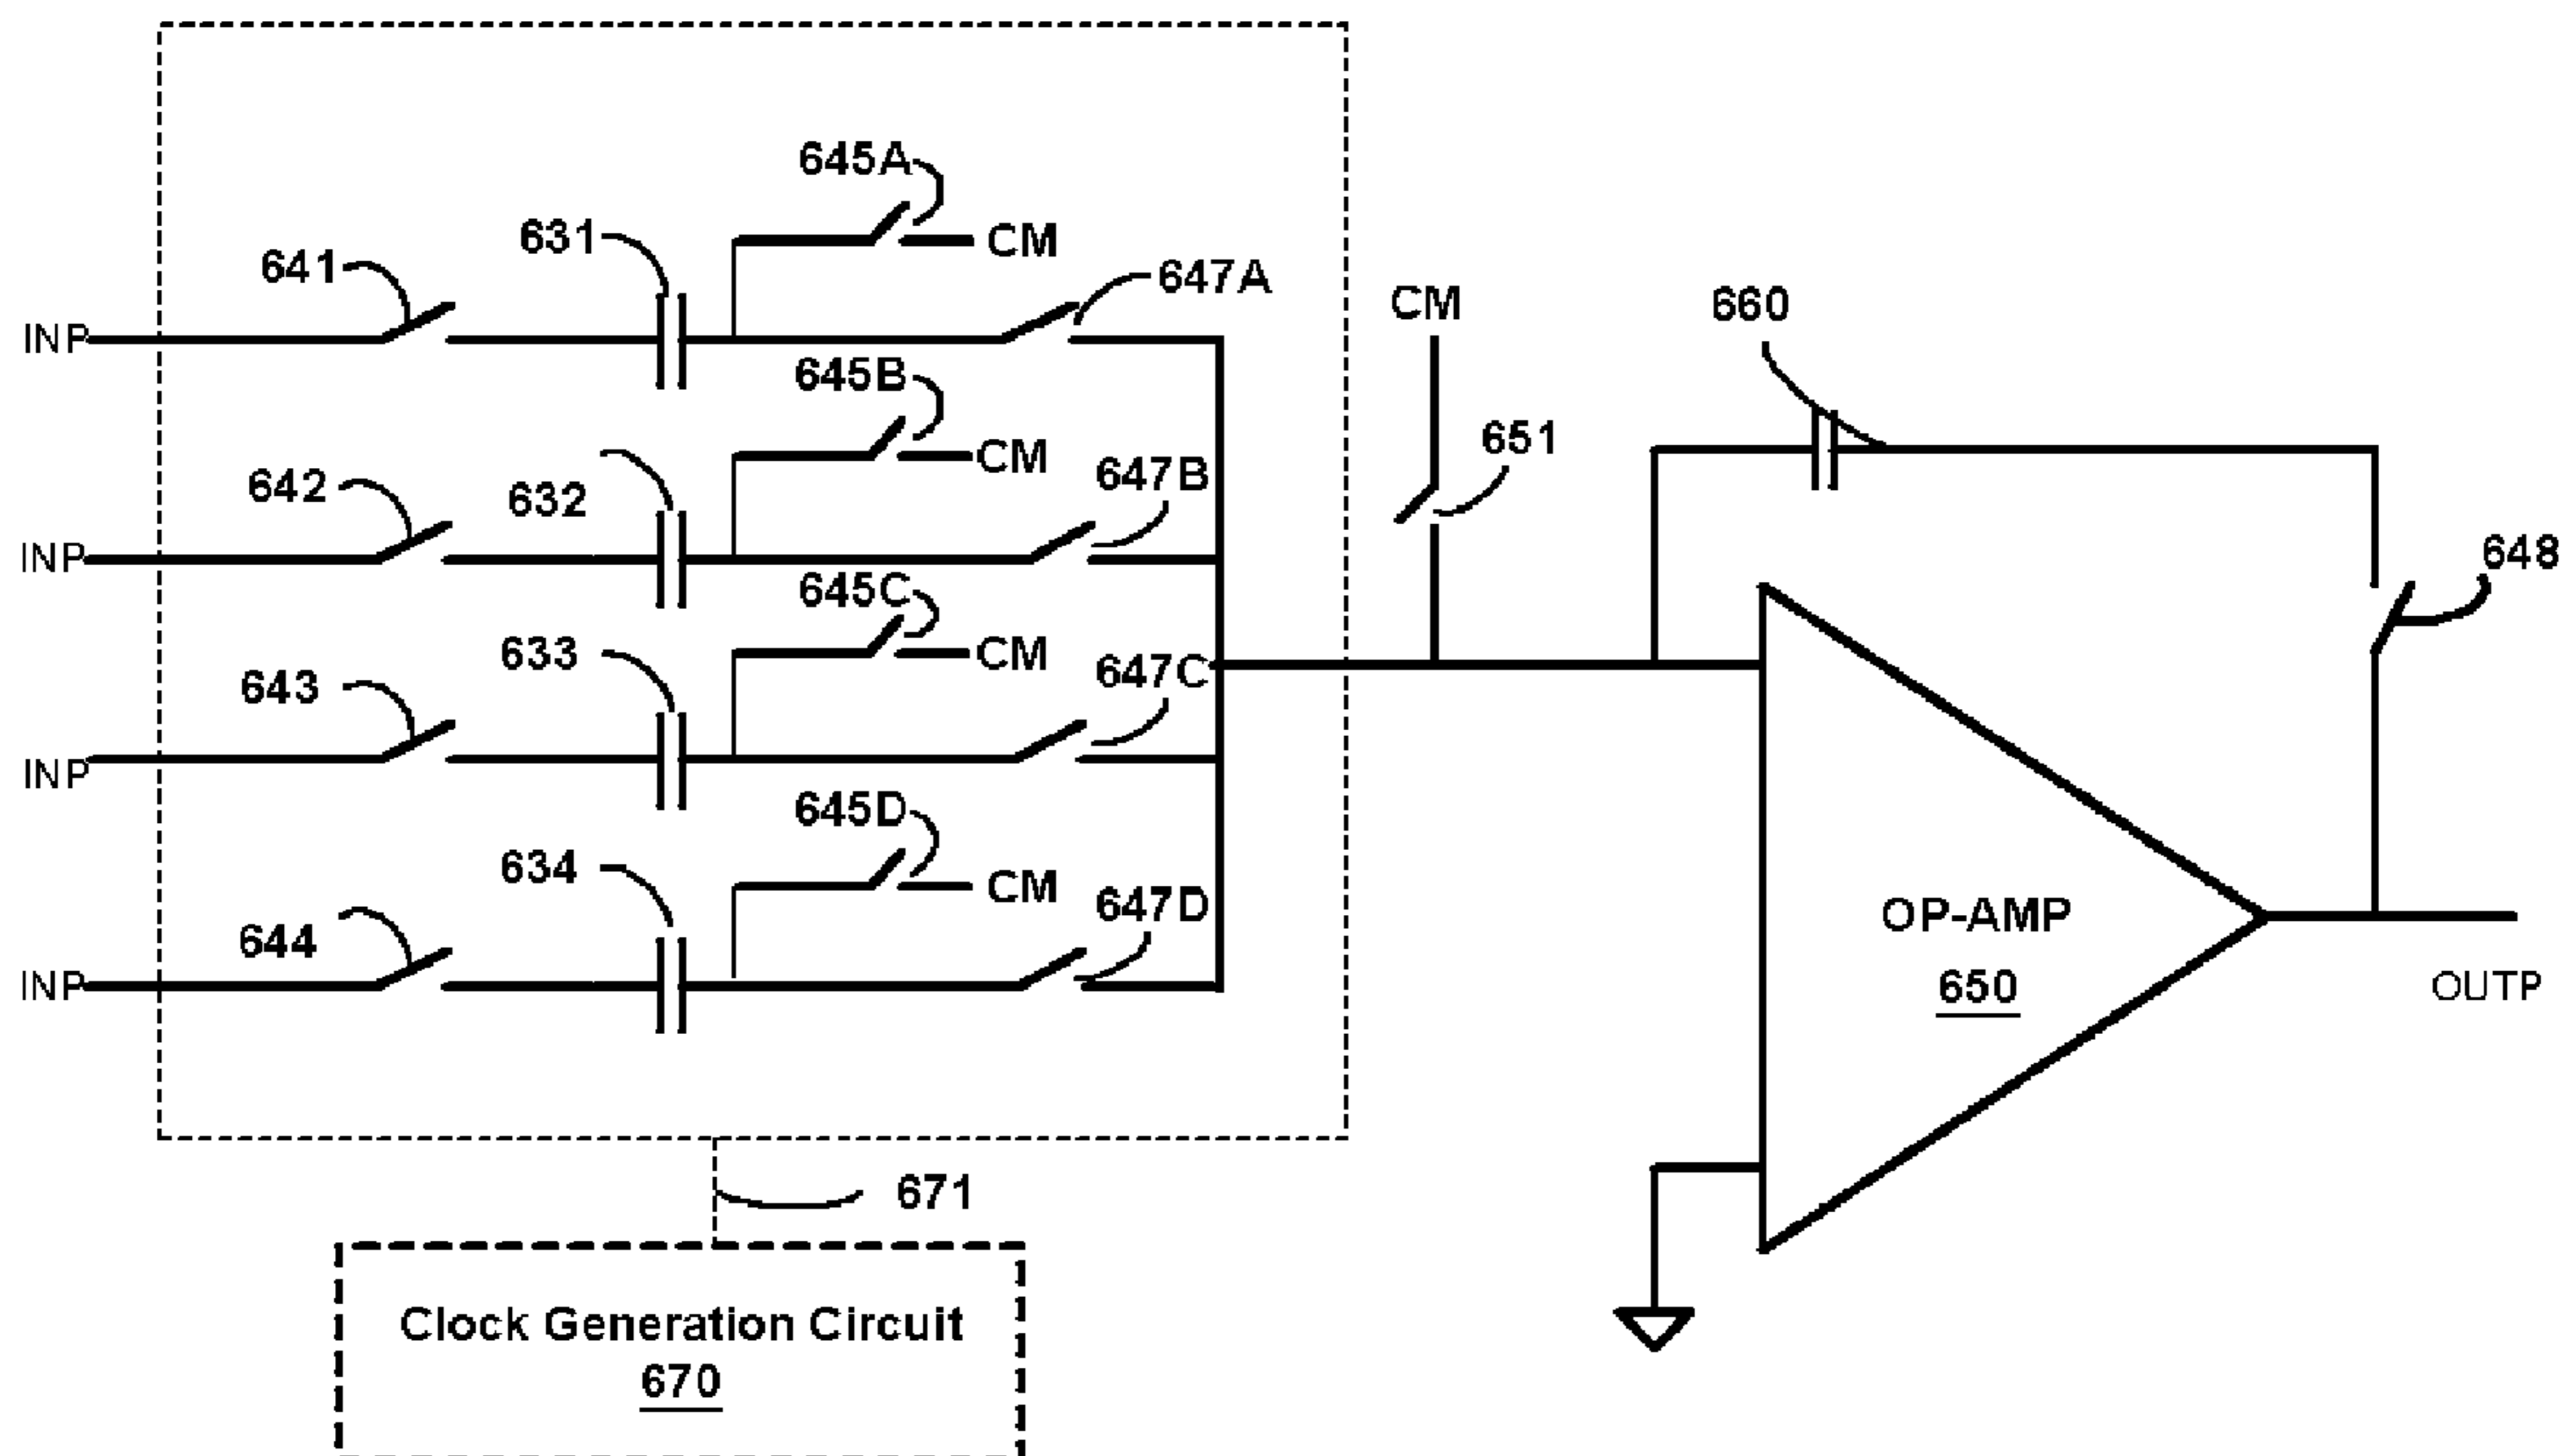 645A
631
CM
641
647A
INP
CM
660
645B
651
642
632
CM
647B
INP
648
645C
633
CM
647C
643
INP
645D
634
CM
647D
644
OP-AMP
650
INP
OUTP
671
Clock Generation Circuit
670